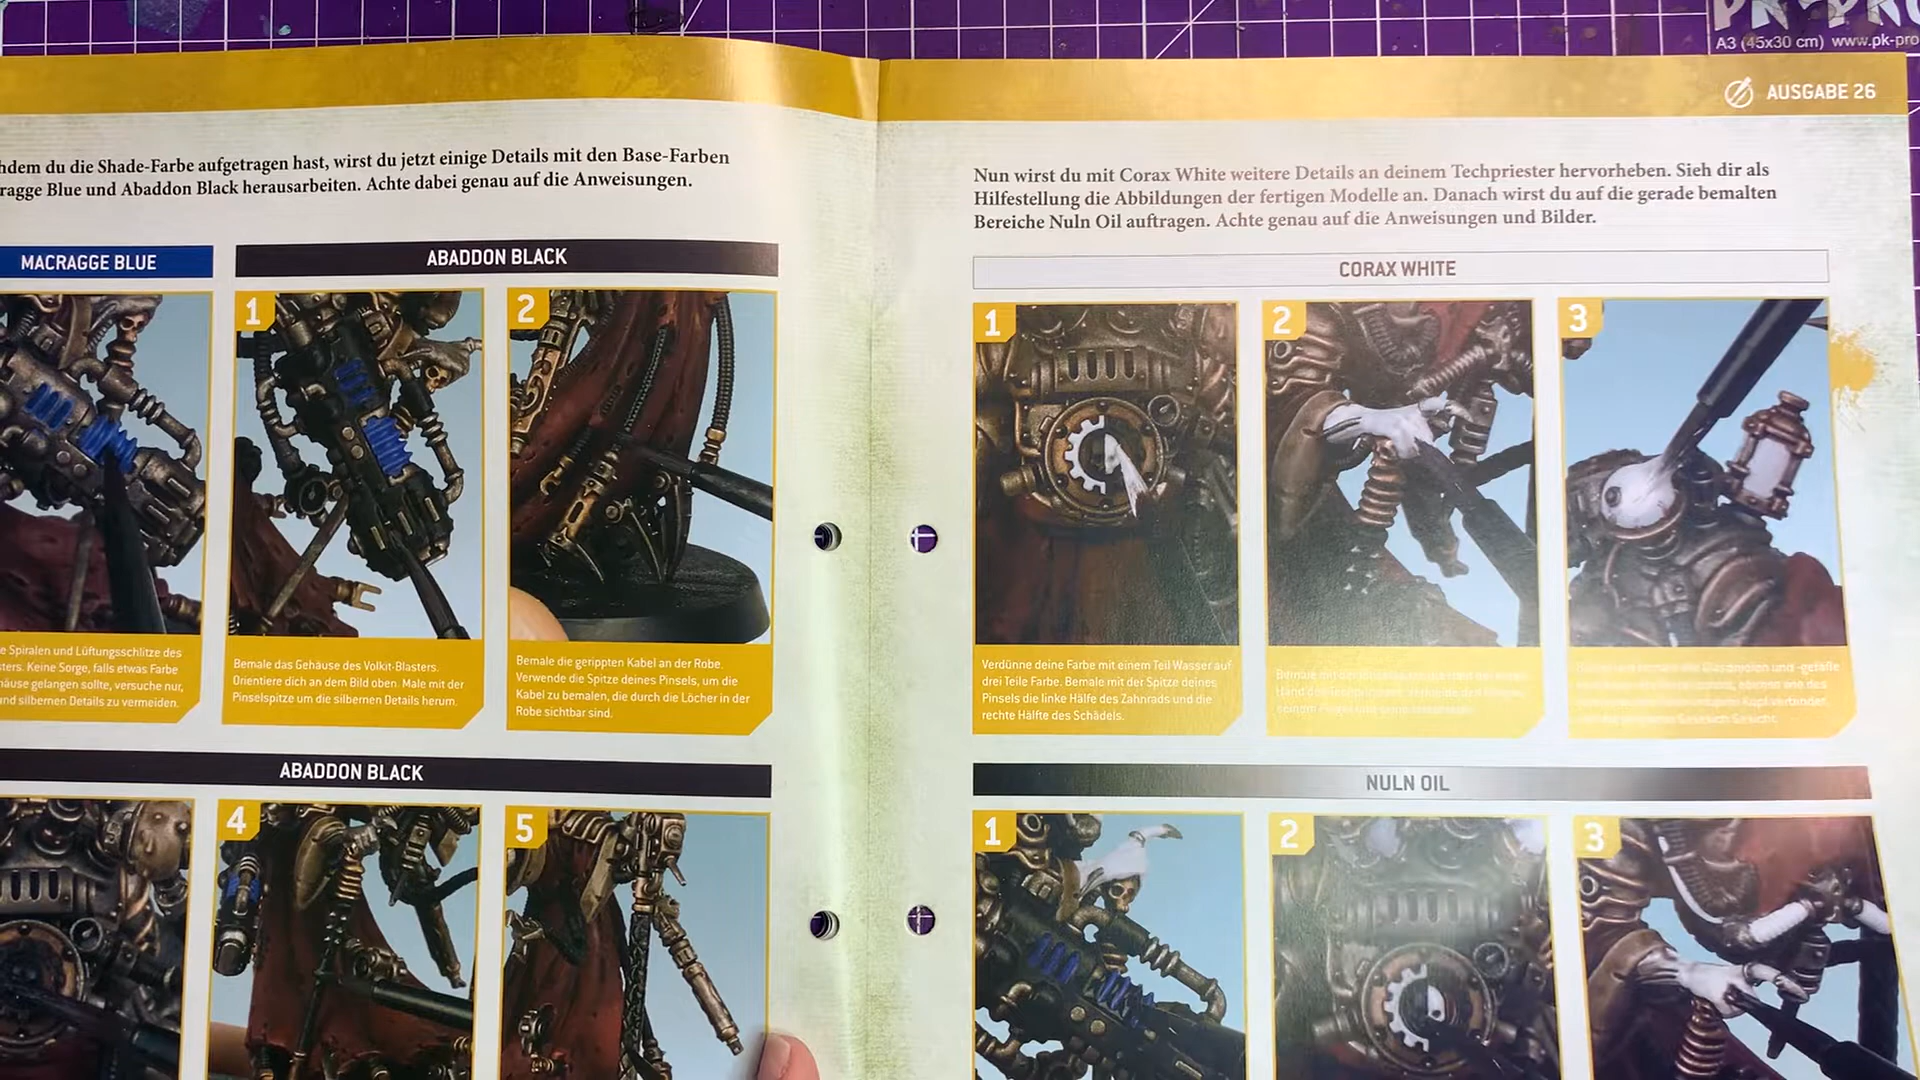 PK-PRO
A3 (45x30 cm) www.pk-pro
AUSGABE 26
hdem du die Shade-Farbe aufgetragen hast, wirst du jetzt einige Details mit den Base-Farben
ragge Blue und Abaddon Black herausarbeiten. Achte dabei genau auf die Anweisungen.
MACRAGGE BLUE
ABADDON BLACK
1
2
e Spiralen und Lüftungsschlitze des
sters. Keine Sorge, falls etwas Farbe
häuse gelangen sollte, versuche nur,
nd silbernen Details zu vermeiden.
Bemale das Gehäuse des Volkit-Blasters.
Orientiere dich an dem Bild oben. Male mit der
Pinselspitze um die silbernen Details herum.
Bemale die gerippten Kabel an der Robe.
Verwende die Spitze deines Pinsels, um die
Kabel zu bemalen, die durch die Löcher in der
Robe sichtbar sind.
ABADDON BLACK
4
5
Nun wirst du mit Corax White weitere Details an deinem Techpriester hervorheben. Sieh dir als
Hilfestellung die Abbildungen der fertigen Modelle an. Danach wirst du auf die gerade bemalten
Bereiche Nuln Oil auftragen. Achte genau auf die Anweisungen und Bilder.
CORAX WHITE
1
2
3
Verdünne deine Farbe mit einem Teil Wasser auf
drei Teile Farbe. Bemale mit der Spitze deines
Pinsels die linke Hälfte des Zahnrads und die
rechte Hälfte des Schädels.
NULN OIL
1
2
3